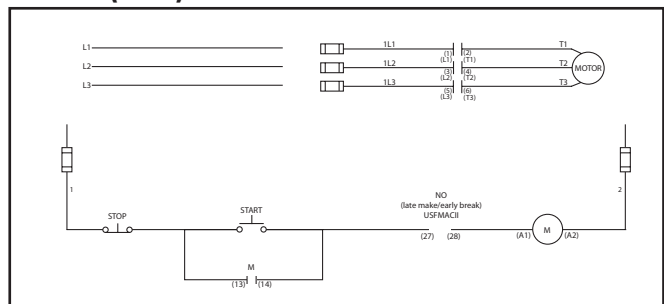 L1 1L1 (1) (2) T1
(L1) (T1)
L2 1L2 (3) (4) T2 MOTOR
(L2) (T2)
L3 1L3 (5) (6) T3
(L3) (T3)
1 2
NO
(late make/early break)
USFMACII
STOP START
(27) (28) (A1) M (A2)
M
(13) (14)